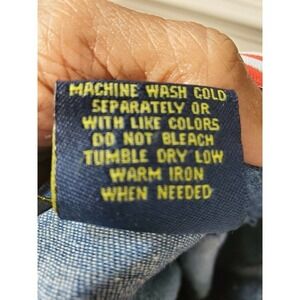 MACHINE WASH COLD
SEPARATELY OR
WITH LIKE COLORS
DO NOT BLEACH
TUMBLE DRY LOW
WARM IRON
WHEN NEEDED